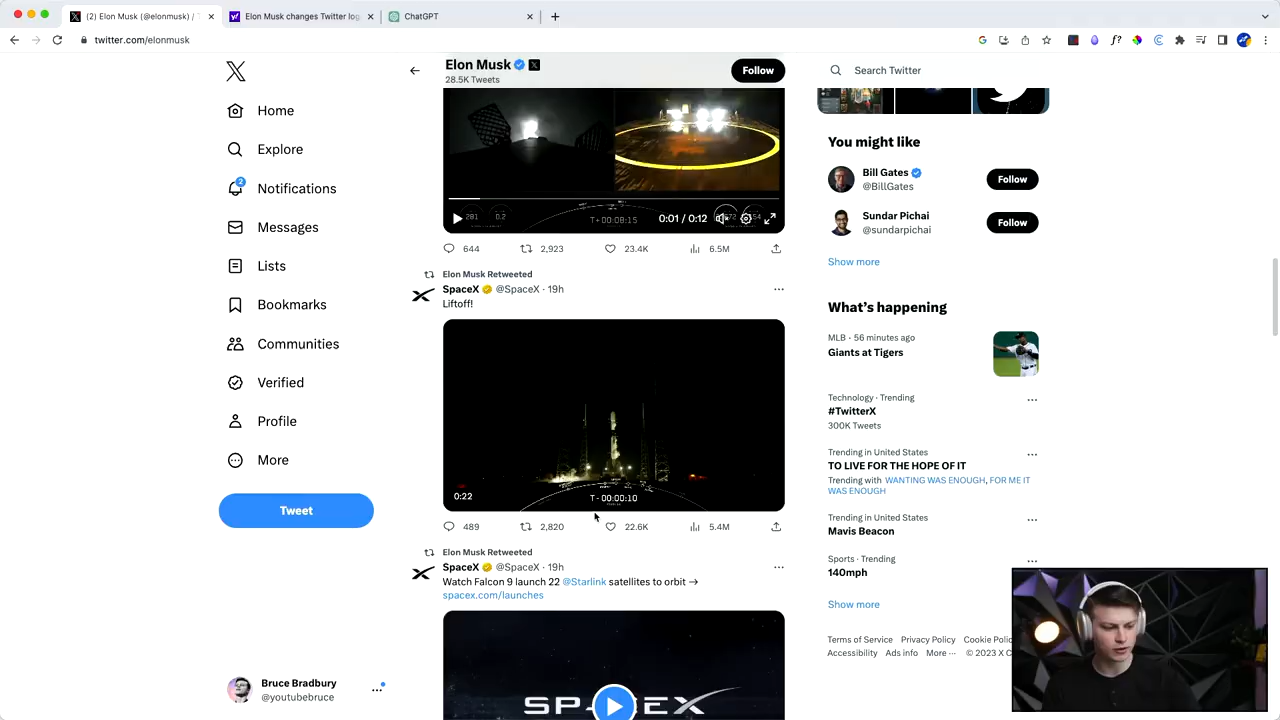 (2) Elon Musk (@elonmusk) / T
Elon Musk changes Twitter log
ChatGPT
twitter.com/elonmusk
Home
Explore
2
Notifications
Messages
Lists
Bookmarks
Communities
Verified
Profile
More
Tweet
Bruce Bradbury
@youtubebruce
Elon Musk
28.5K Tweets
Follow
T+ 00:08:15
0:01 / 0:12
644
2,923
23.4K
6.5M
Elon Musk Retweeted
SpaceX @SpaceX · 19h
Liftoff!
0:22
T - 00:00:10
489
2,820
22.6K
5.4M
Elon Musk Retweeted
SpaceX @SpaceX · 19h
Watch Falcon 9 launch 22 @Starlink satellites to orbit →
spacex.com/launches
SPACEX
Search Twitter
You might like
Bill Gates
@BillGates
Follow
Sundar Pichai
@sundarpichai
Follow
Show more
What's happening
MLB · 56 minutes ago
Giants at Tigers
Technology · Trending
#TwitterX
300K Tweets
Trending in United States
TO LIVE FOR THE HOPE OF IT
Trending with WANTING WAS ENOUGH, FOR ME IT
WAS ENOUGH
Trending in United States
Mavis Beacon
Sports · Trending
140mph
Show more
Terms of Service Privacy Policy Cookie Polic
Accessibility Ads info More ··· © 2023 X C